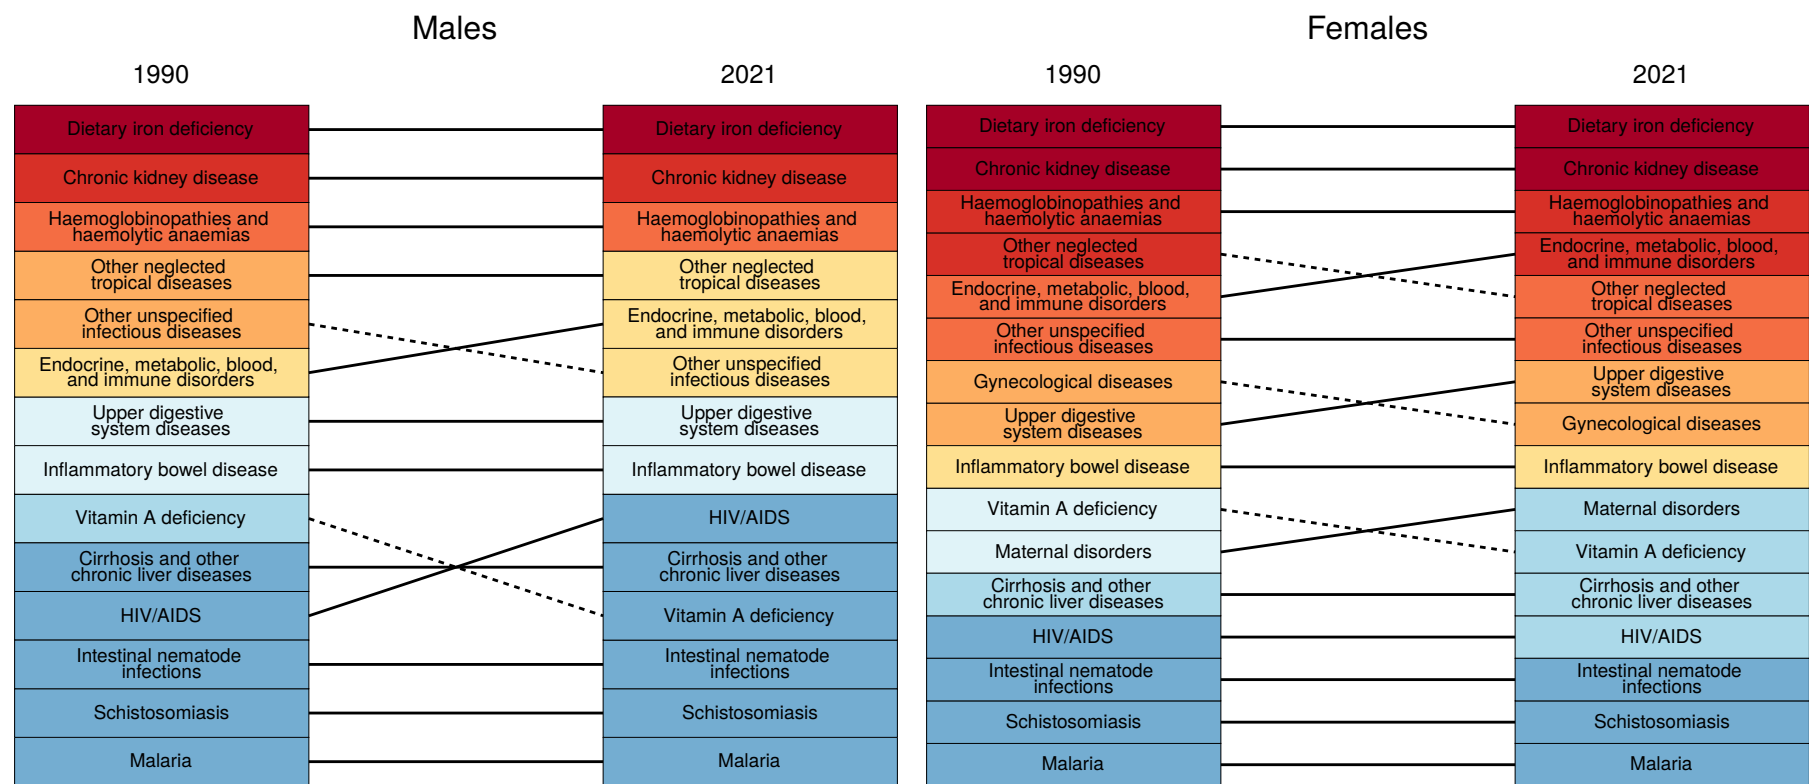 Males
1990
2021
Dietary iron deficiency
Chronic kidney disease
Haemoglobinopathies and
haemolytic anaemias
Other neglected
tropical diseases
Other unspecified
infectious diseases
Endocrine, metabolic, blood,
and immune disorders
Upper digestive
system diseases
Inflammatory bowel disease
Vitamin A deficiency
Cirrhosis and other
chronic liver diseases
HIV/AIDS
Intestinal nematode
infections
Schistosomiasis
Malaria
Dietary iron deficiency
Chronic kidney disease
Haemoglobinopathies and
haemolytic anaemias
Other neglected
tropical diseases
Endocrine, metabolic, blood,
and immune disorders
Other unspecified
infectious diseases
Upper digestive
system diseases
Inflammatory bowel disease
HIV/AIDS
Cirrhosis and other
chronic liver diseases
Vitamin A deficiency
Intestinal nematode
infections
Schistosomiasis
Malaria
Females
1990
2021
Dietary iron deficiency
Chronic kidney disease
Haemoglobinopathies and
haemolytic anaemias
Other neglected
tropical diseases
Endocrine, metabolic, blood,
and immune disorders
Other unspecified
infectious diseases
Gynecological diseases
Upper digestive
system diseases
Inflammatory bowel disease
Vitamin A deficiency
Maternal disorders
Cirrhosis and other
chronic liver diseases
HIV/AIDS
Intestinal nematode
infections
Schistosomiasis
Malaria
Dietary iron deficiency
Chronic kidney disease
Haemoglobinopathies and
haemolytic anaemias
Endocrine, metabolic, blood,
and immune disorders
Other neglected
tropical diseases
Other unspecified
infectious diseases
Upper digestive
system diseases
Gynecological diseases
Inflammatory bowel disease
Maternal disorders
Vitamin A deficiency
Cirrhosis and other
chronic liver diseases
HIV/AIDS
Intestinal nematode
infections
Schistosomiasis
Malaria